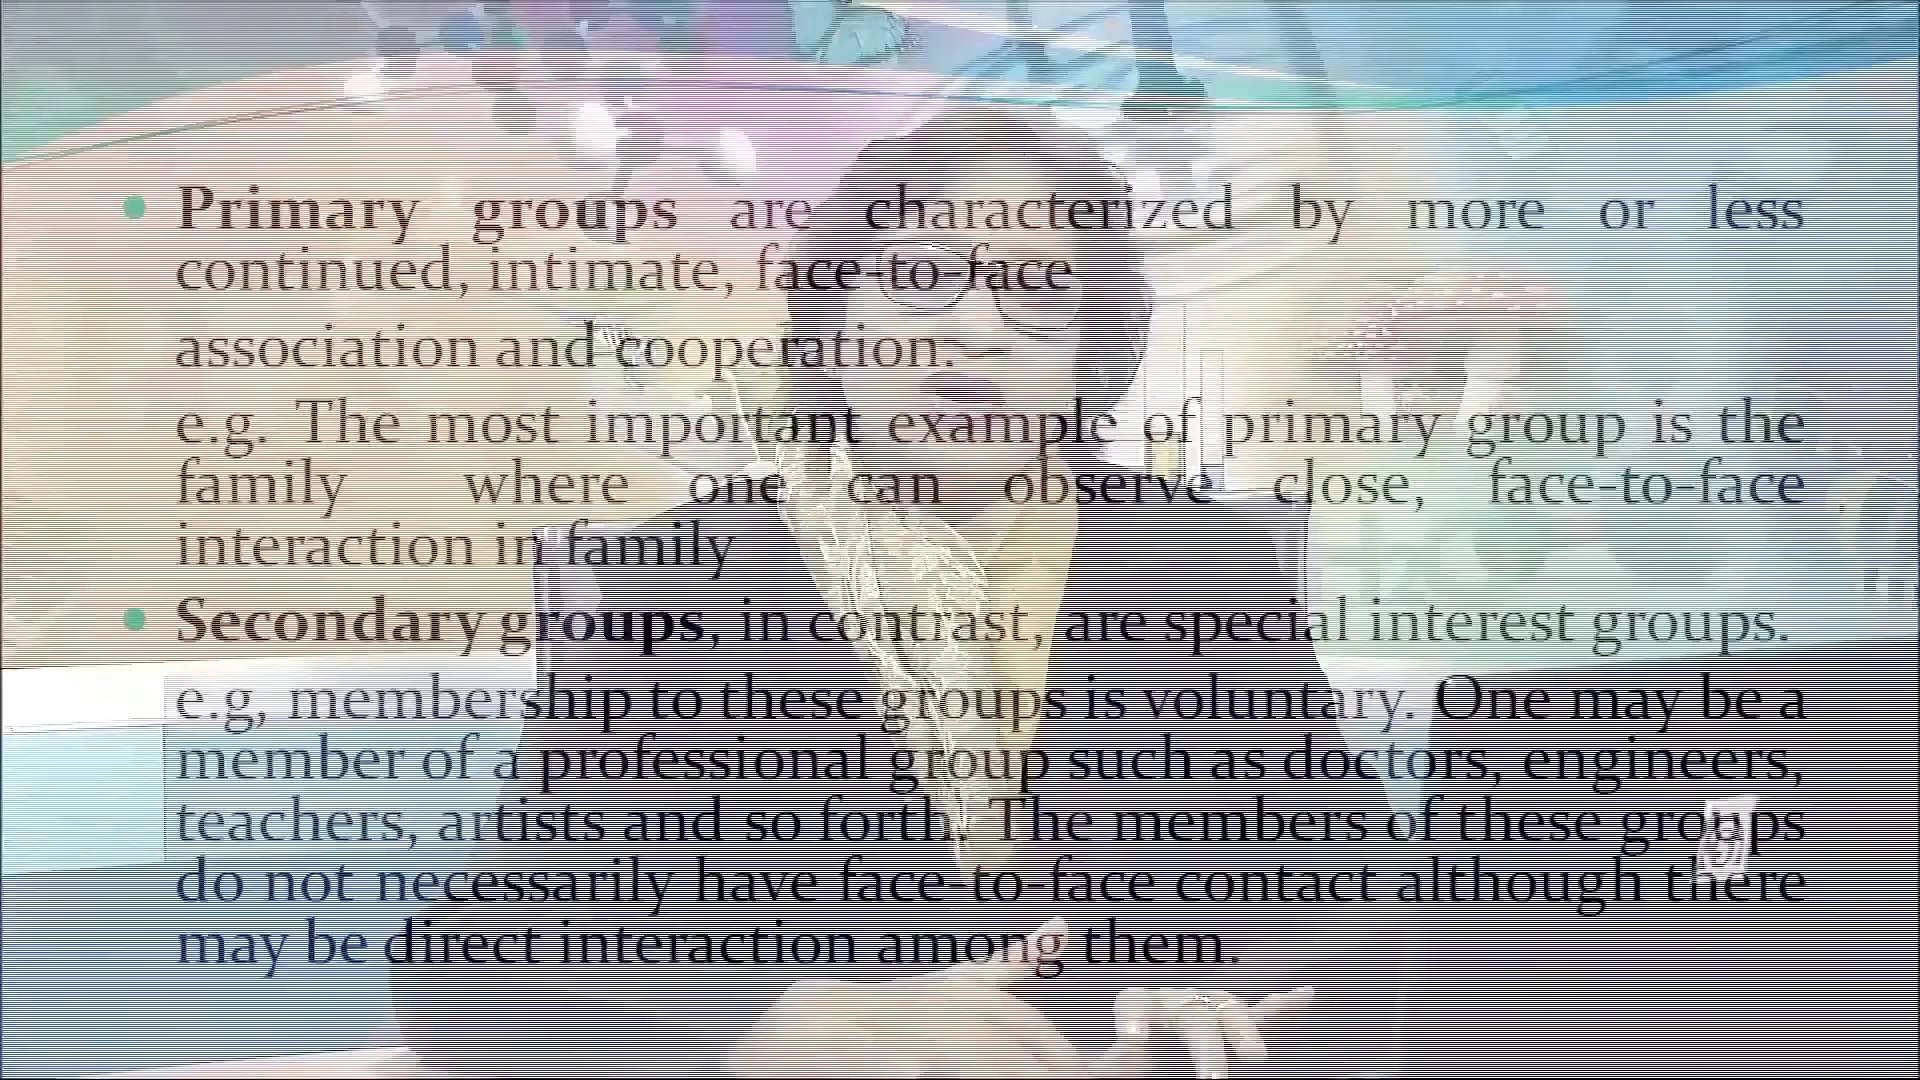 Primary groups are characterized by more or less
continued, intimate, face-to-face
association and cooperation.
e.g. The most important example of primary group is the
family where one can observe close, face-to-face
interaction in family
Secondary groups, in contrast, are special interest groups.
e.g, membership to these groups is voluntary. One may be a
member of a professional group such as doctors, engineers,
teachers, artists and so forth. The members of these groups
do not necessarily have face-to-face contact although there
may be direct interaction among them.